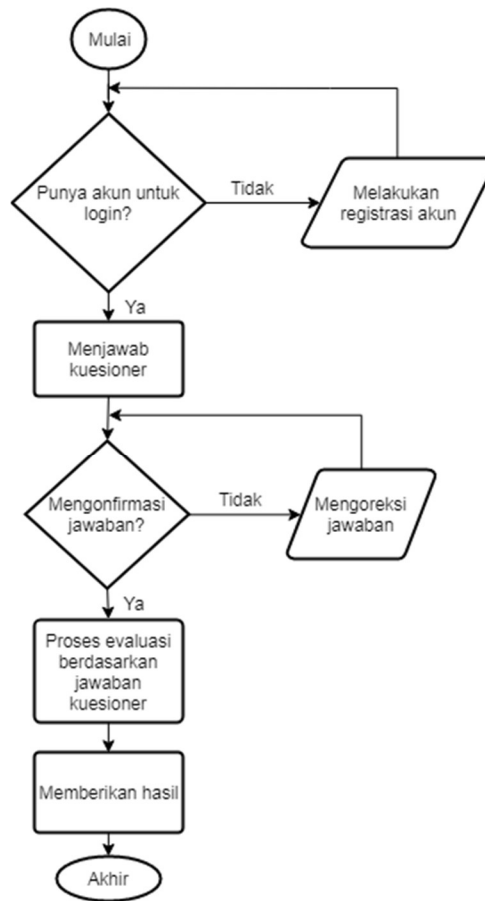 Mulai
Punya akun untuk
login?
Tidak
Melakukan
registrasi akun
Ya
Menjawab
kuesioner
Mengonfirmasi
jawaban?
Tidak
Mengoreksi
jawaban
Ya
Proses evaluasi
berdasarkan
jawaban
kuesioner
Memberikan hasil
Akhir